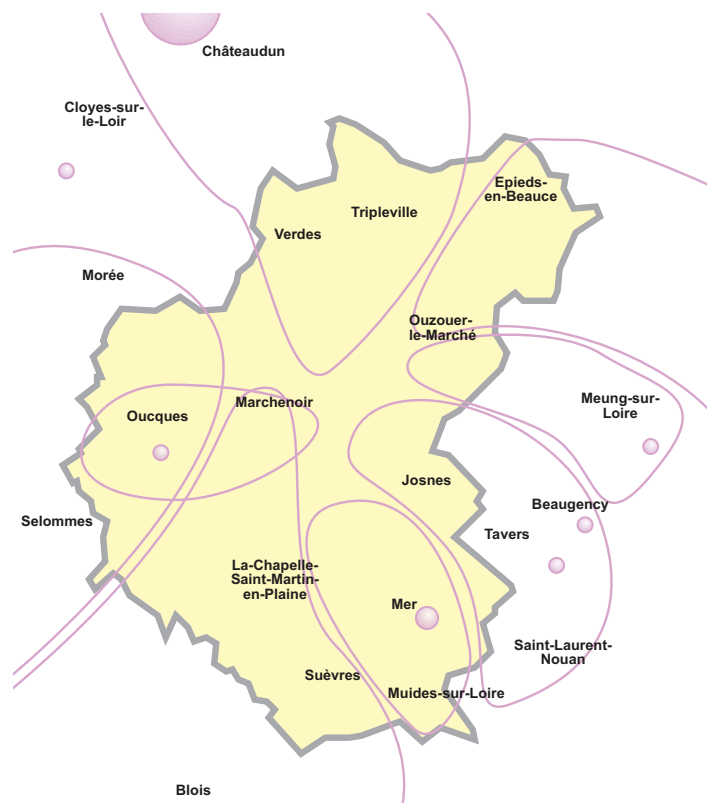 Châteaudun
Cloyes-sur-
le-Loir
Epieds-
en-Beauce
Tripleville
Verdes
Morée
Ouzouer-
le-Marché
Meung-sur-
Loire
Marchenoir
Oucques
Josnes
Beaugency
Selommes
Tavers
La-Chapelle-
Saint-Martin-
en-Plaine
Mer
Saint-Laurent-
Nouan
Suèvres
Muides-sur-Loire
Blois